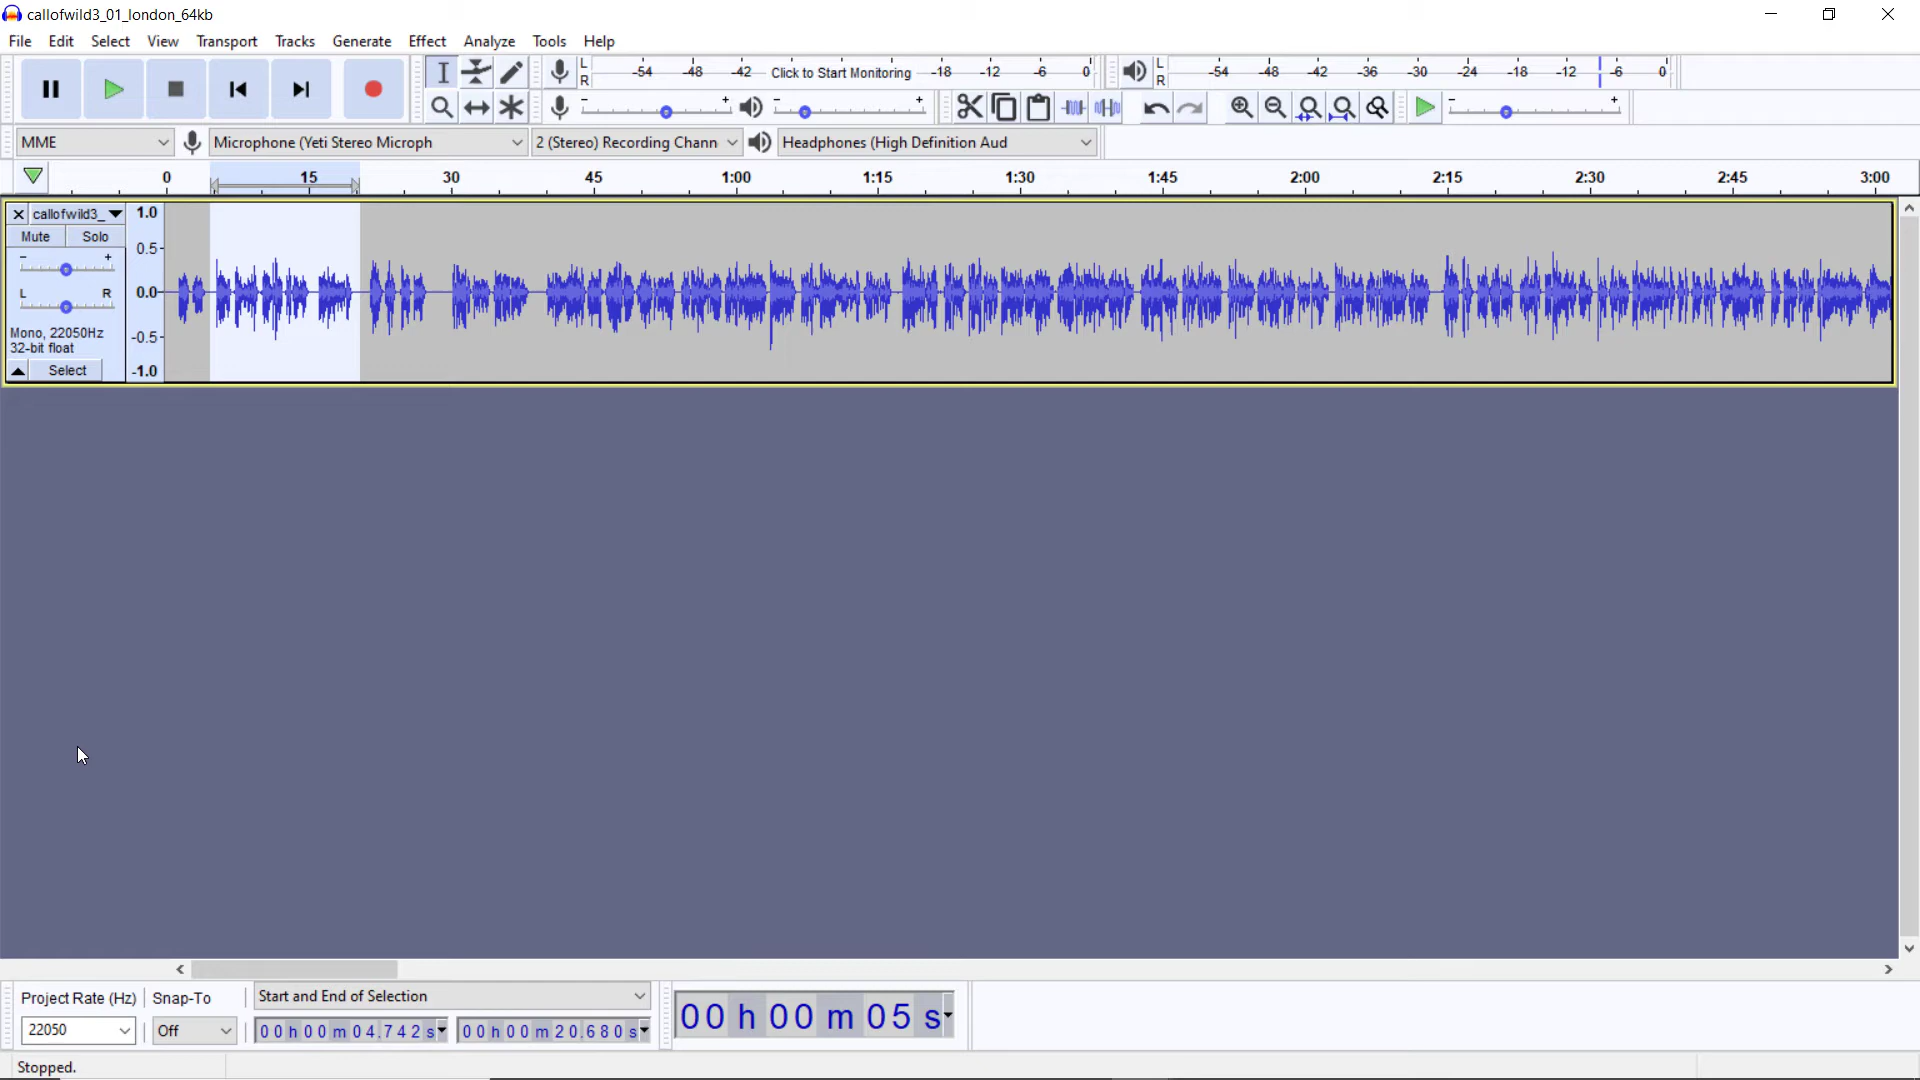 callofwild3_01_london_64kb
File Edit Select View Transport Tracks Generate Effect Analyze Tools Help
L -54 -48 -42 Click to Start Monitoring -18 -12 -6 0 L -54 -48 -42 -36 -30 -24 -18 -12 -6 0
R R
- + - + - +
MME Microphone (Yeti Stereo Microph 2 (Stereo) Recording Chann Headphones (High Definition Aud
0 15 30 45 1:00 1:15 1:30 1:45 2:00 2:15 2:30 2:45 3:00
callofwild3_ 1.0
Mute Solo
0.5
- +
L R 0.0
Mono, 22050Hz
-0.5
32-bit float
Select -1.0
Project Rate (Hz) Snap-To Start and End of Selection
22050 Off 00h00m04.742s 00h00m20.680s 00h00m05s
Stopped.